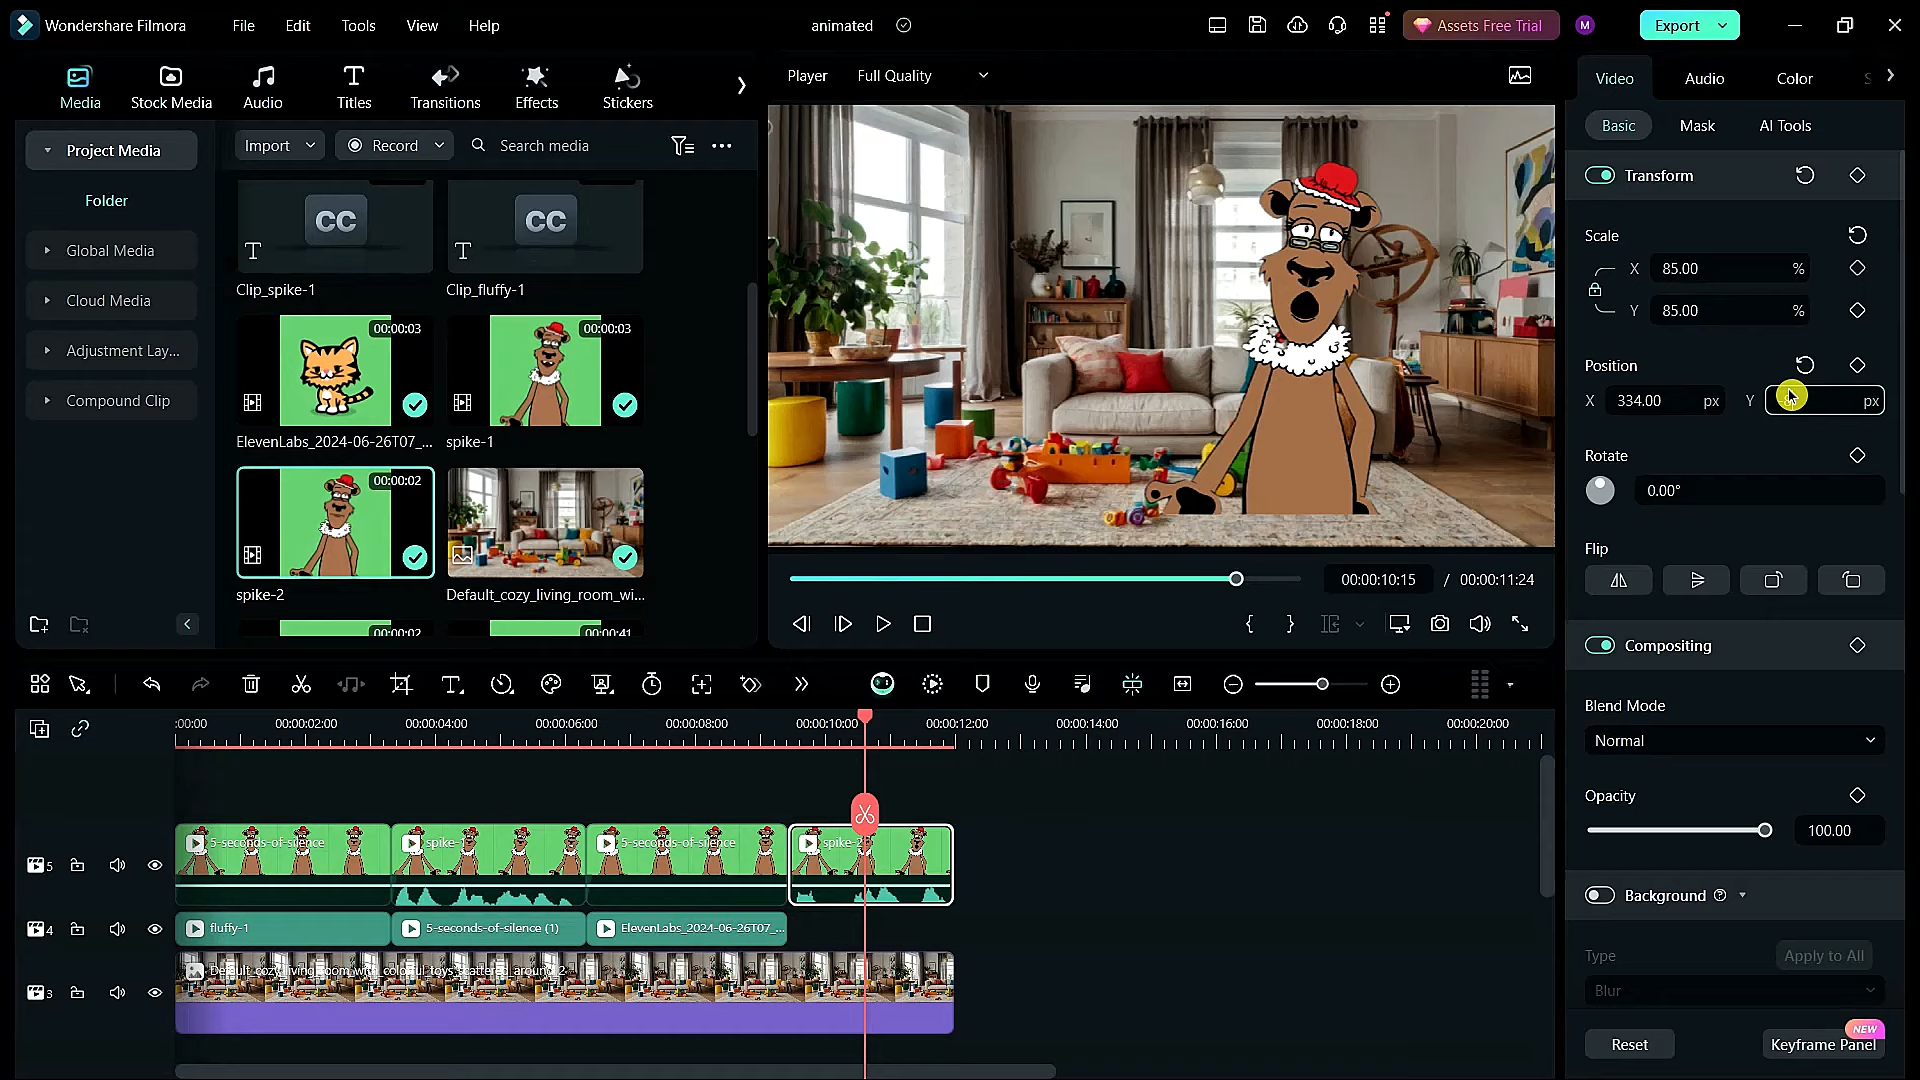 Wondershare Filmora
File
Edit
Tools
View
Help
animated
Assets Free Trial
M
Export
Media
Stock Media
Audio
Titles
Transitions
Effects
Stickers
Player
Full Quality
Video
Audio
Color
Project Media
Import
Record
Search media
Basic
Mask
AI Tools
Folder
Transform
Global Media
Cloud Media
Adjustment Lay...
Compound Clip
CC
CC
T
T
Clip_spike-1
Clip_fluffy-1
00:00:03
00:00:03
ElevenLabs_2024-06-26T07_...
spike-1
00:00:02
spike-2
Default_cozy_living_room_wi...
00:00:02
00:00:41
Scale
X 85.00 %
Y 85.00 %
Position
X 334.00 px Y px
Rotate
0.00°
Flip
00:00:10:15 / 00:00:11:24
Compositing
Blend Mode
Normal
Opacity
100.00
Background
Type
Apply to All
Blur
NEW
Reset
Keyframe Panel
:00:00 00:00:02:00 00:00:04:00 00:00:06:00 00:00:08:00 00:00:10:00 00:00:12:00 00:00:14:00 00:00:16:00 00:00:18:00 00:00:20:00
5
5-seconds-of-silence
spike-
5-seconds-of-silence
spike-2
4
fluffy-1
5-seconds-of-silence (1)
ElevenLabs_2024-06-26T07_...
3
Default_cozy_living_room_with_colorful_toys_scattered_around_2